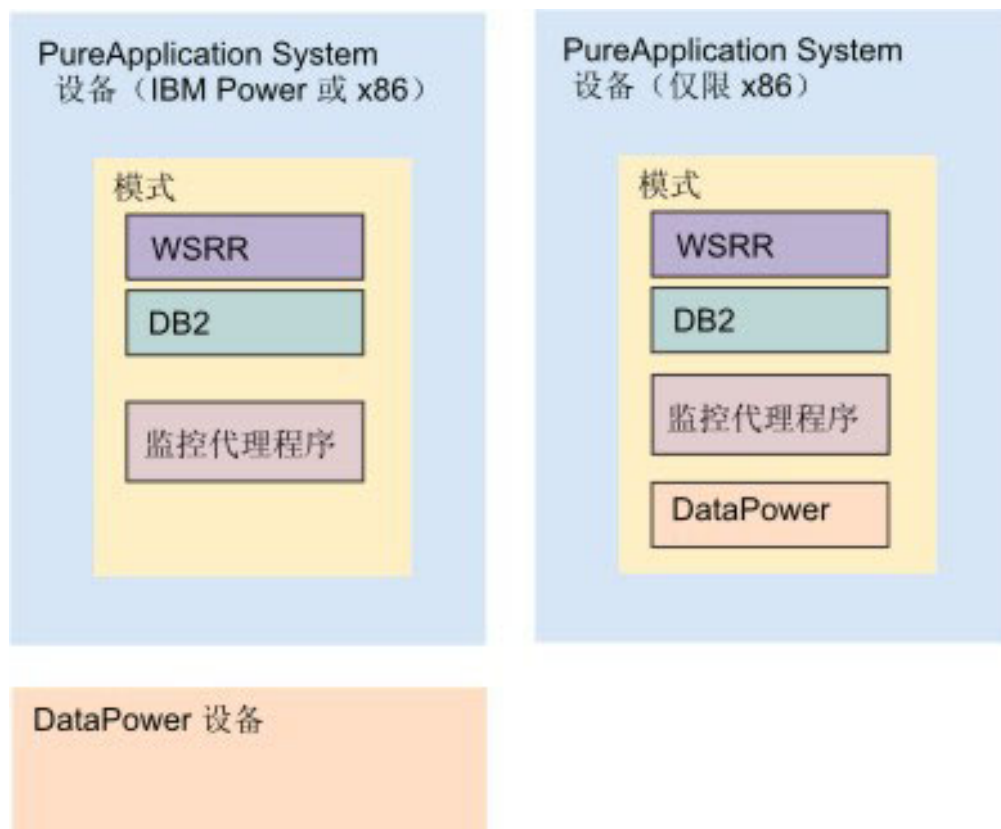 PureApplication System
设备（IBM Power 或 x86）
模式
WSRR
DB2
监控代理程序
DataPower 设备
PureApplication System
设备（仅限 x86）
模式
WSRR
DB2
监控代理程序
DataPower